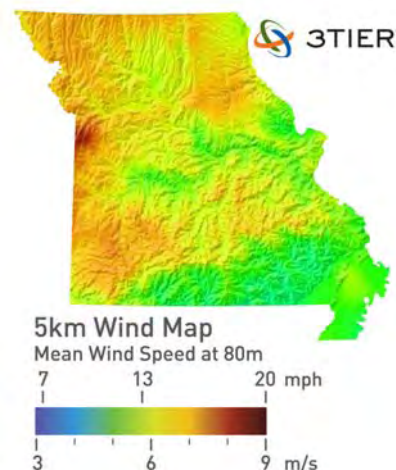 3TIER
5km Wind Map
Mean Wind Speed at 80m
7 13 20 mph
3 6 9 m/s